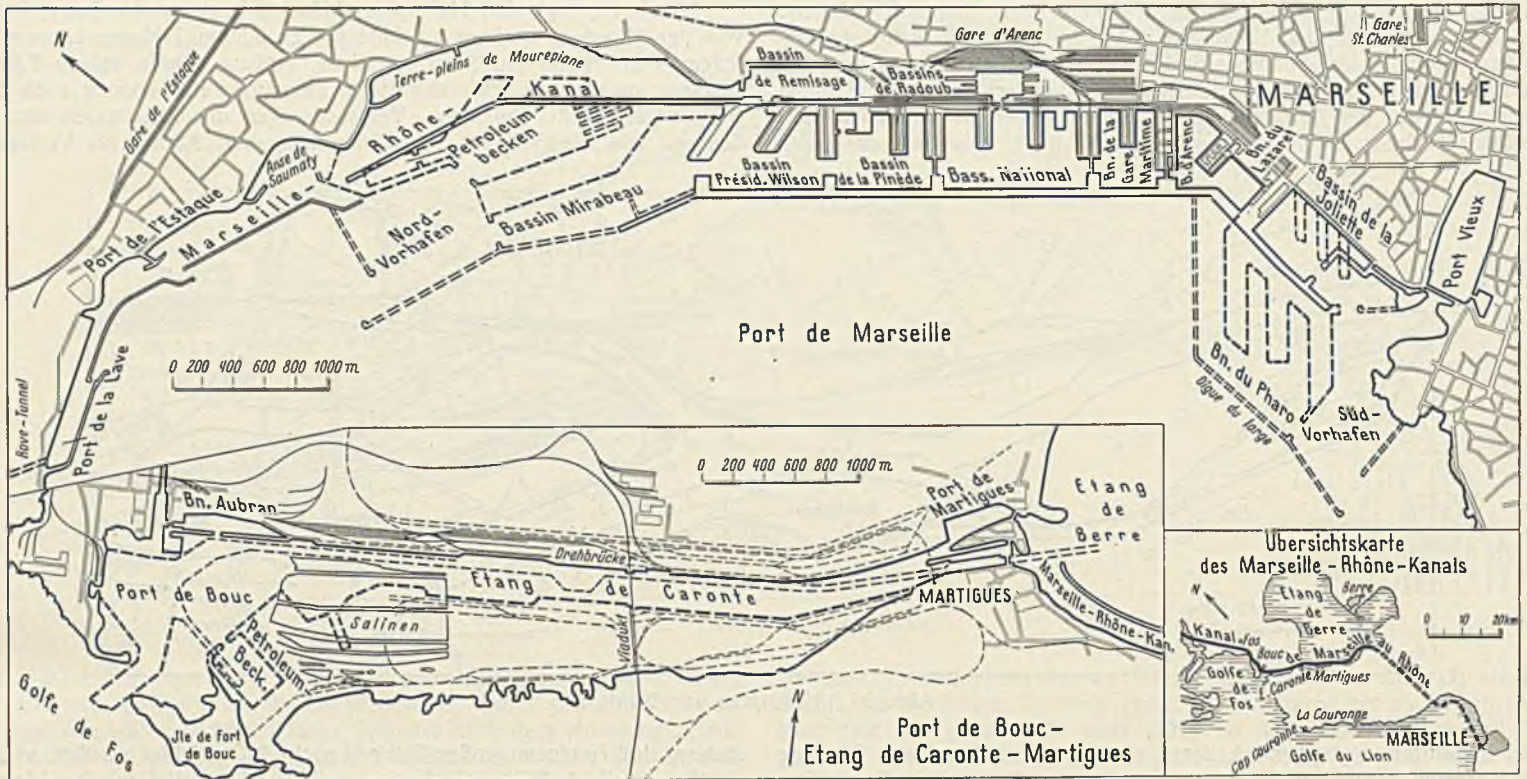 N
Gare de l'Estaque
Terre-pleins de Mourepiane
Anse de Saumaty
Port de l'Estaque
Marseille - Rhône - Kanal
Petroleum
becken
Nord-
Vorhafen
Bassin Mirabeau
Bassin
de Remisage
Bassins
de Radoub
Gare d'Arenc
Bassin
Présid. Wilson
Bassin
de la Pinède
Bass. National
Bn. de la
Gare
Maritime
B. d'Arenc
Bn. du
Lazaret
Bassin de la
Joliette
Gare
St. Charles
MARSEILLE
Port Vieux
Bn. du Pharo
Digue du large
Süd-
Vorhafen
Port de Marseille
0 200 400 600 800 1000 m
Rove-Tunnel
Port de la Lave
0 200 400 600 800 1000 m.
Bn. Aubran
Port de
Martigues
Etang
de
Berre
Drehbrücke
Etang de Caronte
MARTIGUES
Marseille-Rhône-Kan.
Port de Bouc
Salinen
Petroleum-
Beck.
Viadukt
Golfe
de
Fos
Jle de Fort
de Bouc
N
Port de Bouc-
Etang de Caronte-Martigues
Übersichtskarte
des Marseille-Rhône-Kanals
N
Etang
de
Berre
Berre
0 10 20km
Kanal de Marseille au Rhône
Fos
Bouc
Golfe
de
Fos
E. Caronte
Martigues
La Couronne
Cap Couronne
MARSEILLE
Golfe du Lion